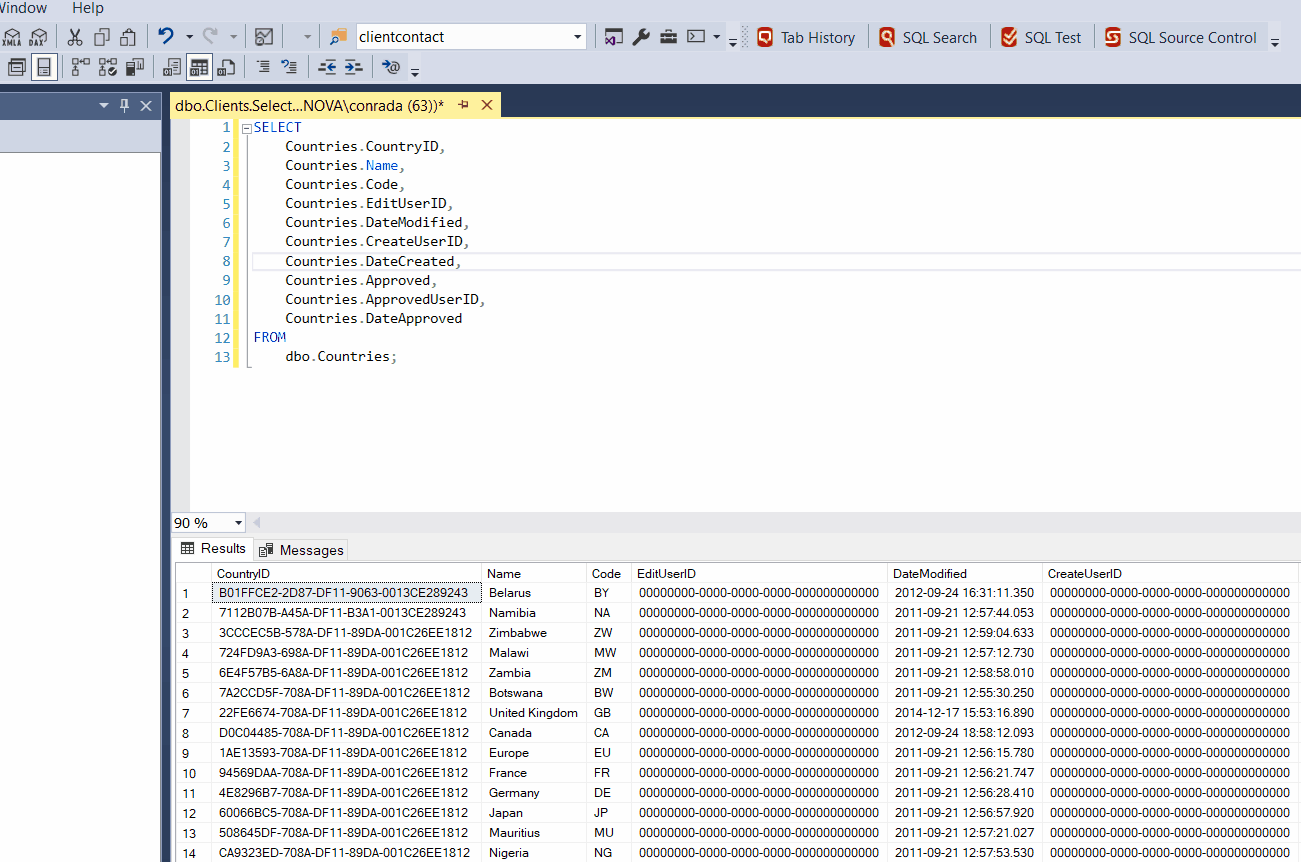 Window Help
XMLA DAX clientcontact Tab History SQL Search SQL Test SQL Source Control
dbo.Clients.Select...NOVA\conrada (63))*
1 SELECT
2 Countries.CountryID,
3 Countries.Name,
4 Countries.Code,
5 Countries.EditUserID,
6 Countries.DateModified,
7 Countries.CreateUserID,
8 Countries.DateCreated,
9 Countries.Approved,
10 Countries.ApprovedUserID,
11 Countries.DateApproved
12 FROM
13 dbo.Countries;
90 %
Results Messages
CountryID Name Code EditUserID DateModified CreateUserID
1 B01FFCE2-2D87-DF11-9063-0013CE289243 Belarus BY 00000000-0000-0000-0000-000000000000 2012-09-24 16:31:11.350 00000000-0000-0000-0000-000000000000
2 7112B07B-A45A-DF11-B3A1-0013CE289243 Namibia NA 00000000-0000-0000-0000-000000000000 2011-09-21 12:57:44.053 00000000-0000-0000-0000-000000000000
3 3CCCEC5B-578A-DF11-89DA-001C26EE1812 Zimbabwe ZW 00000000-0000-0000-0000-000000000000 2011-09-21 12:59:04.633 00000000-0000-0000-0000-000000000000
4 724FD9A3-698A-DF11-89DA-001C26EE1812 Malawi MW 00000000-0000-0000-0000-000000000000 2011-09-21 12:57:12.730 00000000-0000-0000-0000-000000000000
5 6E4F57B5-6A8A-DF11-89DA-001C26EE1812 Zambia ZM 00000000-0000-0000-0000-000000000000 2011-09-21 12:58:58.010 00000000-0000-0000-0000-000000000000
6 7A2CCD5F-708A-DF11-89DA-001C26EE1812 Botswana BW 00000000-0000-0000-0000-000000000000 2011-09-21 12:55:30.250 00000000-0000-0000-0000-000000000000
7 22FE6674-708A-DF11-89DA-001C26EE1812 United Kingdom GB 00000000-0000-0000-0000-000000000000 2014-12-17 15:53:16.890 00000000-0000-0000-0000-000000000000
8 D0C04485-708A-DF11-89DA-001C26EE1812 Canada CA 00000000-0000-0000-0000-000000000000 2012-09-24 18:58:12.093 00000000-0000-0000-0000-000000000000
9 1AE13593-708A-DF11-89DA-001C26EE1812 Europe EU 00000000-0000-0000-0000-000000000000 2011-09-21 12:56:15.780 00000000-0000-0000-0000-000000000000
10 94569DAA-708A-DF11-89DA-001C26EE1812 France FR 00000000-0000-0000-0000-000000000000 2011-09-21 12:56:21.747 00000000-0000-0000-0000-000000000000
11 4E8296B7-708A-DF11-89DA-001C26EE1812 Germany DE 00000000-0000-0000-0000-000000000000 2011-09-21 12:56:28.410 00000000-0000-0000-0000-000000000000
12 60066BC5-708A-DF11-89DA-001C26EE1812 Japan JP 00000000-0000-0000-0000-000000000000 2011-09-21 12:56:57.920 00000000-0000-0000-0000-000000000000
13 508645DF-708A-DF11-89DA-001C26EE1812 Mauritius MU 00000000-0000-0000-0000-000000000000 2011-09-21 12:57:21.027 00000000-0000-0000-0000-000000000000
14 CA9323ED-708A-DF11-89DA-001C26EE1812 Nigeria NG 00000000-0000-0000-0000-000000000000 2011-09-21 12:57:53.530 00000000-0000-0000-0000-000000000000